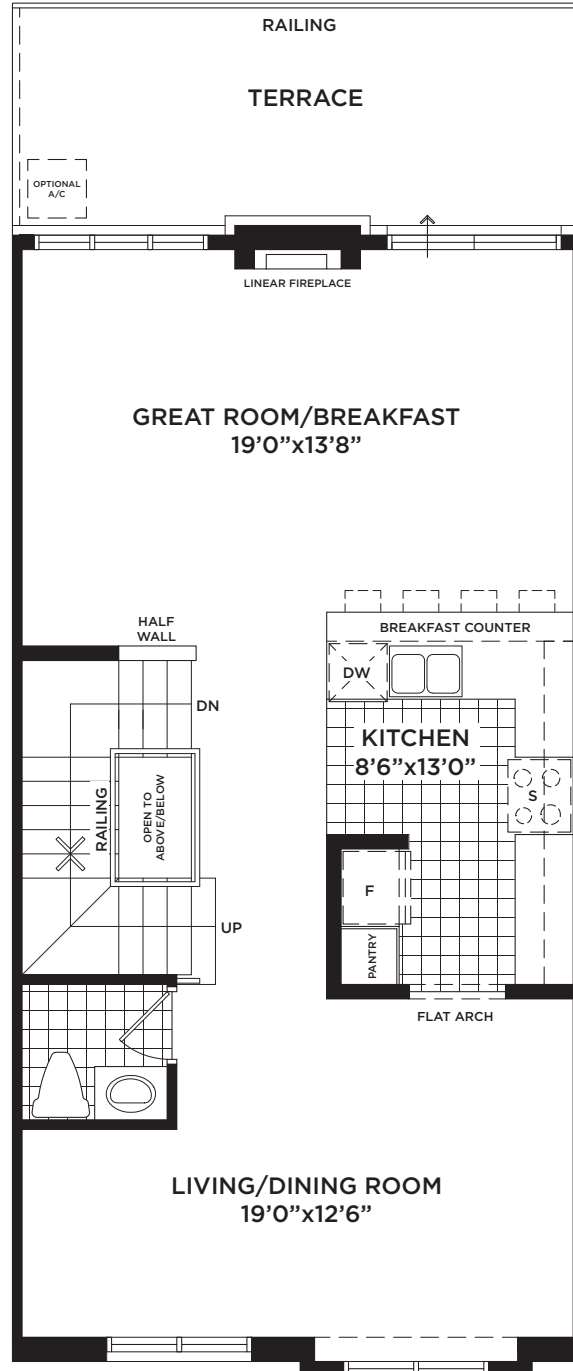 RAILING
TERRACE
OPTIONAL
A/C
LINEAR FIREPLACE
GREAT ROOM/BREAKFAST
19’0”x13’8”
HALF
WALL
BREAKFAST COUNTER
DW
DN
KITCHEN
8’6”x13’0”
RAILING
OPEN TO
ABOVE/BELOW
S
F
UP
PANTRY
FLAT ARCH
LIVING/DINING ROOM
19’0”x12’6”